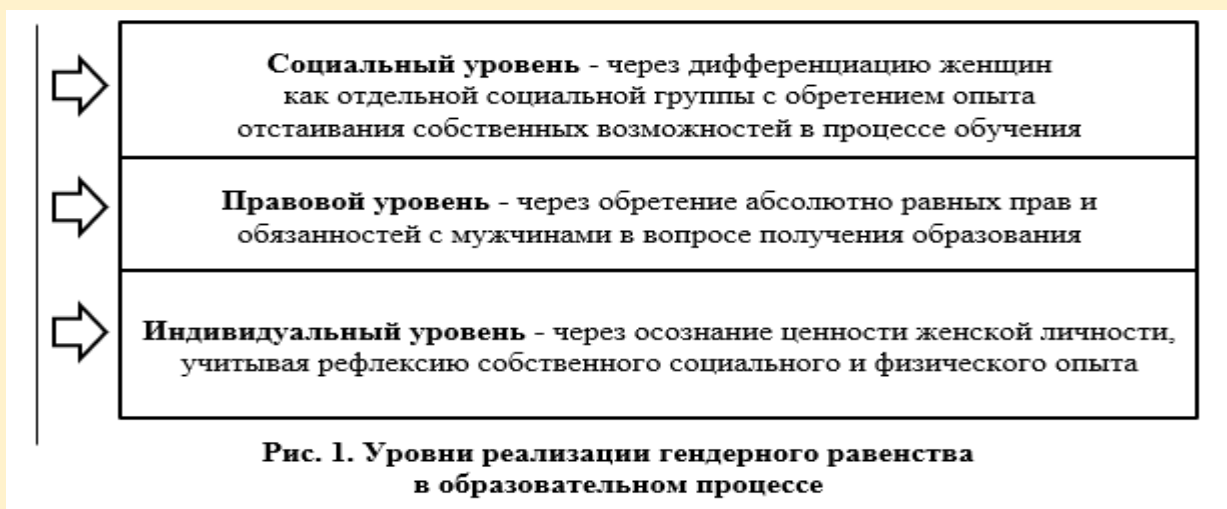 Социальный уровень - через дифференциацию женщин
как отдельной социальной группы с обретением опыта
отстаивания собственных возможностей в процессе обучения
Правовой уровень - через обретение абсолютно равных прав и
обязанностей с мужчинами в вопросе получения образования
Индивидуальный уровень - через осознание ценности женской личности,
учитывая рефлексию собственного социального и физического опыта
Рис. 1. Уровни реализации гендерного равенства
в образовательном процессе